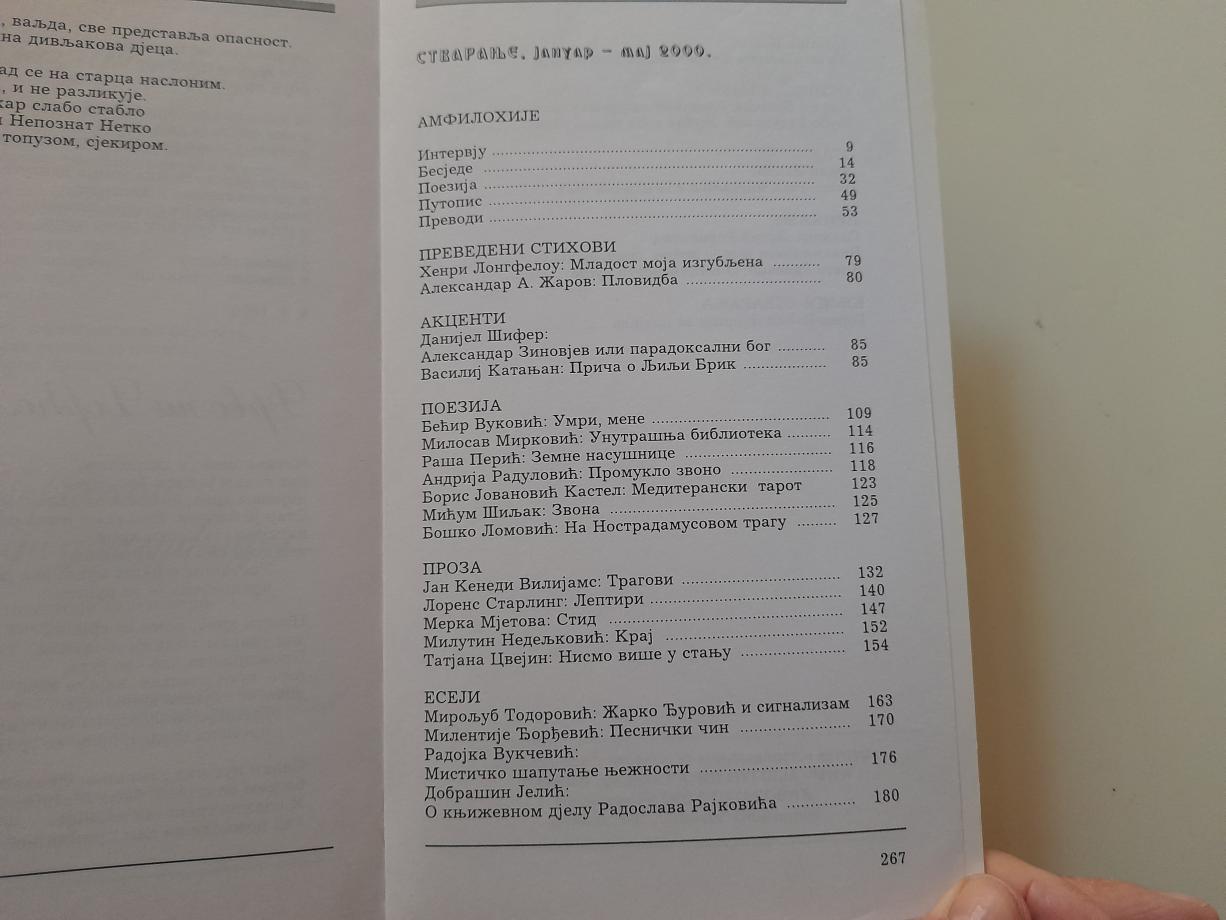 , ваљда, све представља опасност.
на дивљакова дјеца.
ад се на старца наслоним.
, и не разликује.
кар слабо стабло
и Непознат Нетко
топузом, сјекиром.
СТВАРАЊЕ, јануар – мај 2000.
АМФИЛОХИЈЕ
Интервју ........................ 9
Бесједе ........................ 14
Поезија ........................ 32
Путопис ........................ 49
Преводи ........................ 53
ПРЕВЕДЕНИ СТИХОВИ
Хенри Лонгфелоу: Младост моја изгубљена ........... 79
Александар А. Жаров: Пловидба ........................ 80
АКЦЕНТИ
Данијел Шифер:
Александар Зиновјев или парадоксални бог ........... 85
Василиј Катањан: Прича о Љиљи Брик ................... 85
ПОЕЗИЈА
Бећир Вуковић: Умри, мене ........................ 109
Милосав Мирковић: Унутрашња библиотека .......... 114
Раша Перић: Земне насушнице ........................ 116
Андрија Радуловић: Промукло звоно ........................ 118
Борис Јовановић Кастел: Медитерански тарот 123
Мићум Шиљак: Звона ........................ 125
Бошко Ломовић: На Нострадамусовом трагу ......... 127
ПРОЗА
Јан Кенеди Вилијамс: Трагови ........................ 132
Лоренс Старлинг: Лептири ........................ 140
Мерка Мјетова: Стид ........................ 147
Милутин Недељковић: Крај ........................ 152
Татјана Цвејин: Нисмо више у стању ........................ 154
ЕСЕЈИ
Мирољуб Тодоровић: Жарко Ђуровић и сигнализам 163
Милентије Ђорђевић: Песнички чин ........................ 170
Радојка Вукчевић:
Мистичко шапутање њежности ........................ 176
Добрашин Јелић:
О књижевном дјелу Радослава Рајковића ............... 180
267